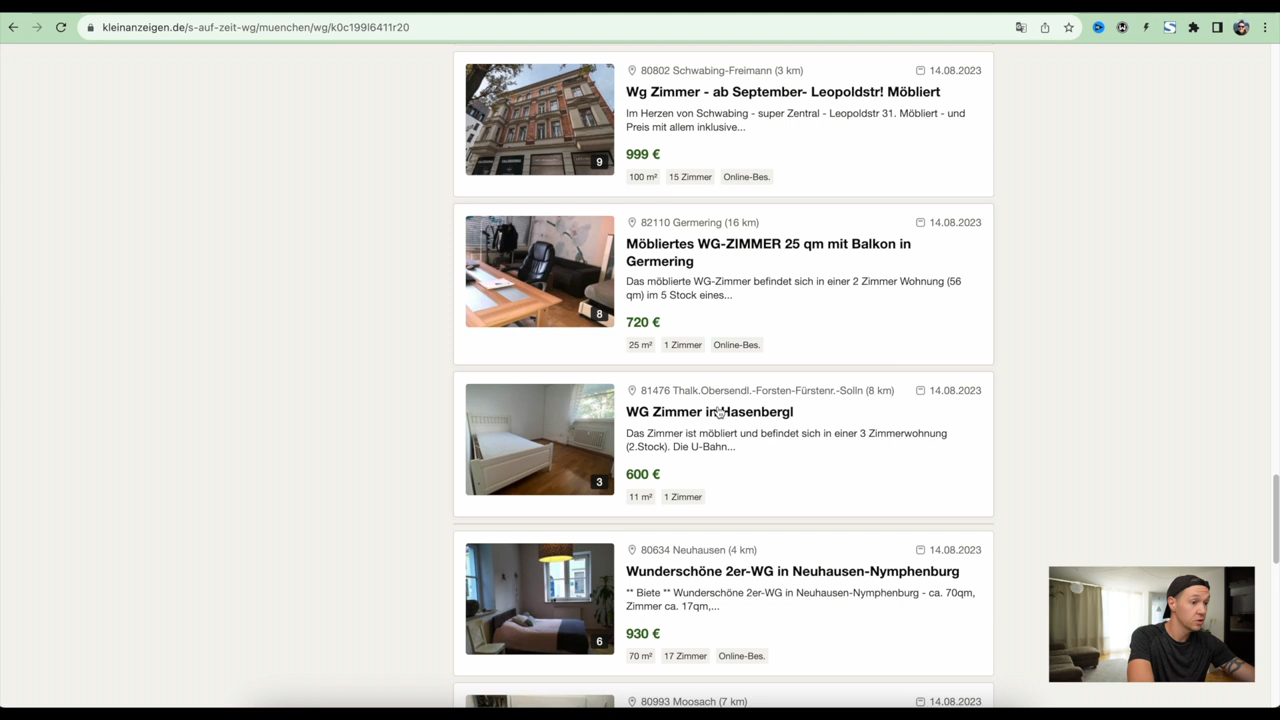 kleinanzeigen.de/s-auf-zeit-wg/muenchen/wg/k0c199l6411r20
80802 Schwabing-Freimann (3 km)
14.08.2023
Wg Zimmer - ab September- Leopoldstr! Möbliert
Im Herzen von Schwabing - super Zentral - Leopoldstr 31. Möbliert - und
Preis mit allem inklusive...
999 €
9
100 m²
15 Zimmer
Online-Bes.
82110 Germering (16 km)
14.08.2023
Möbliertes WG-ZIMMER 25 qm mit Balkon in
Germering
Das möblierte WG-Zimmer befindet sich in einer 2 Zimmer Wohnung (56
qm) im 5 Stock eines...
8
720 €
25 m²
1 Zimmer
Online-Bes.
81476 Thalk.Obersendl.-Forsten-Fürstenr.-Solln (8 km)
14.08.2023
WG Zimmer in Hasenbergl
Das Zimmer ist möbliert und befindet sich in einer 3 Zimmerwohnung
(2.Stock). Die U-Bahn...
600 €
3
11 m²
1 Zimmer
80634 Neuhausen (4 km)
14.08.2023
Wunderschöne 2er-WG in Neuhausen-Nymphenburg
** Biete ** Wunderschöne 2er-WG in Neuhausen-Nymphenburg - ca. 70qm,
Zimmer ca. 17qm,...
930 €
6
70 m²
17 Zimmer
Online-Bes.
80993 Moosach (7 km)
14.08.2023